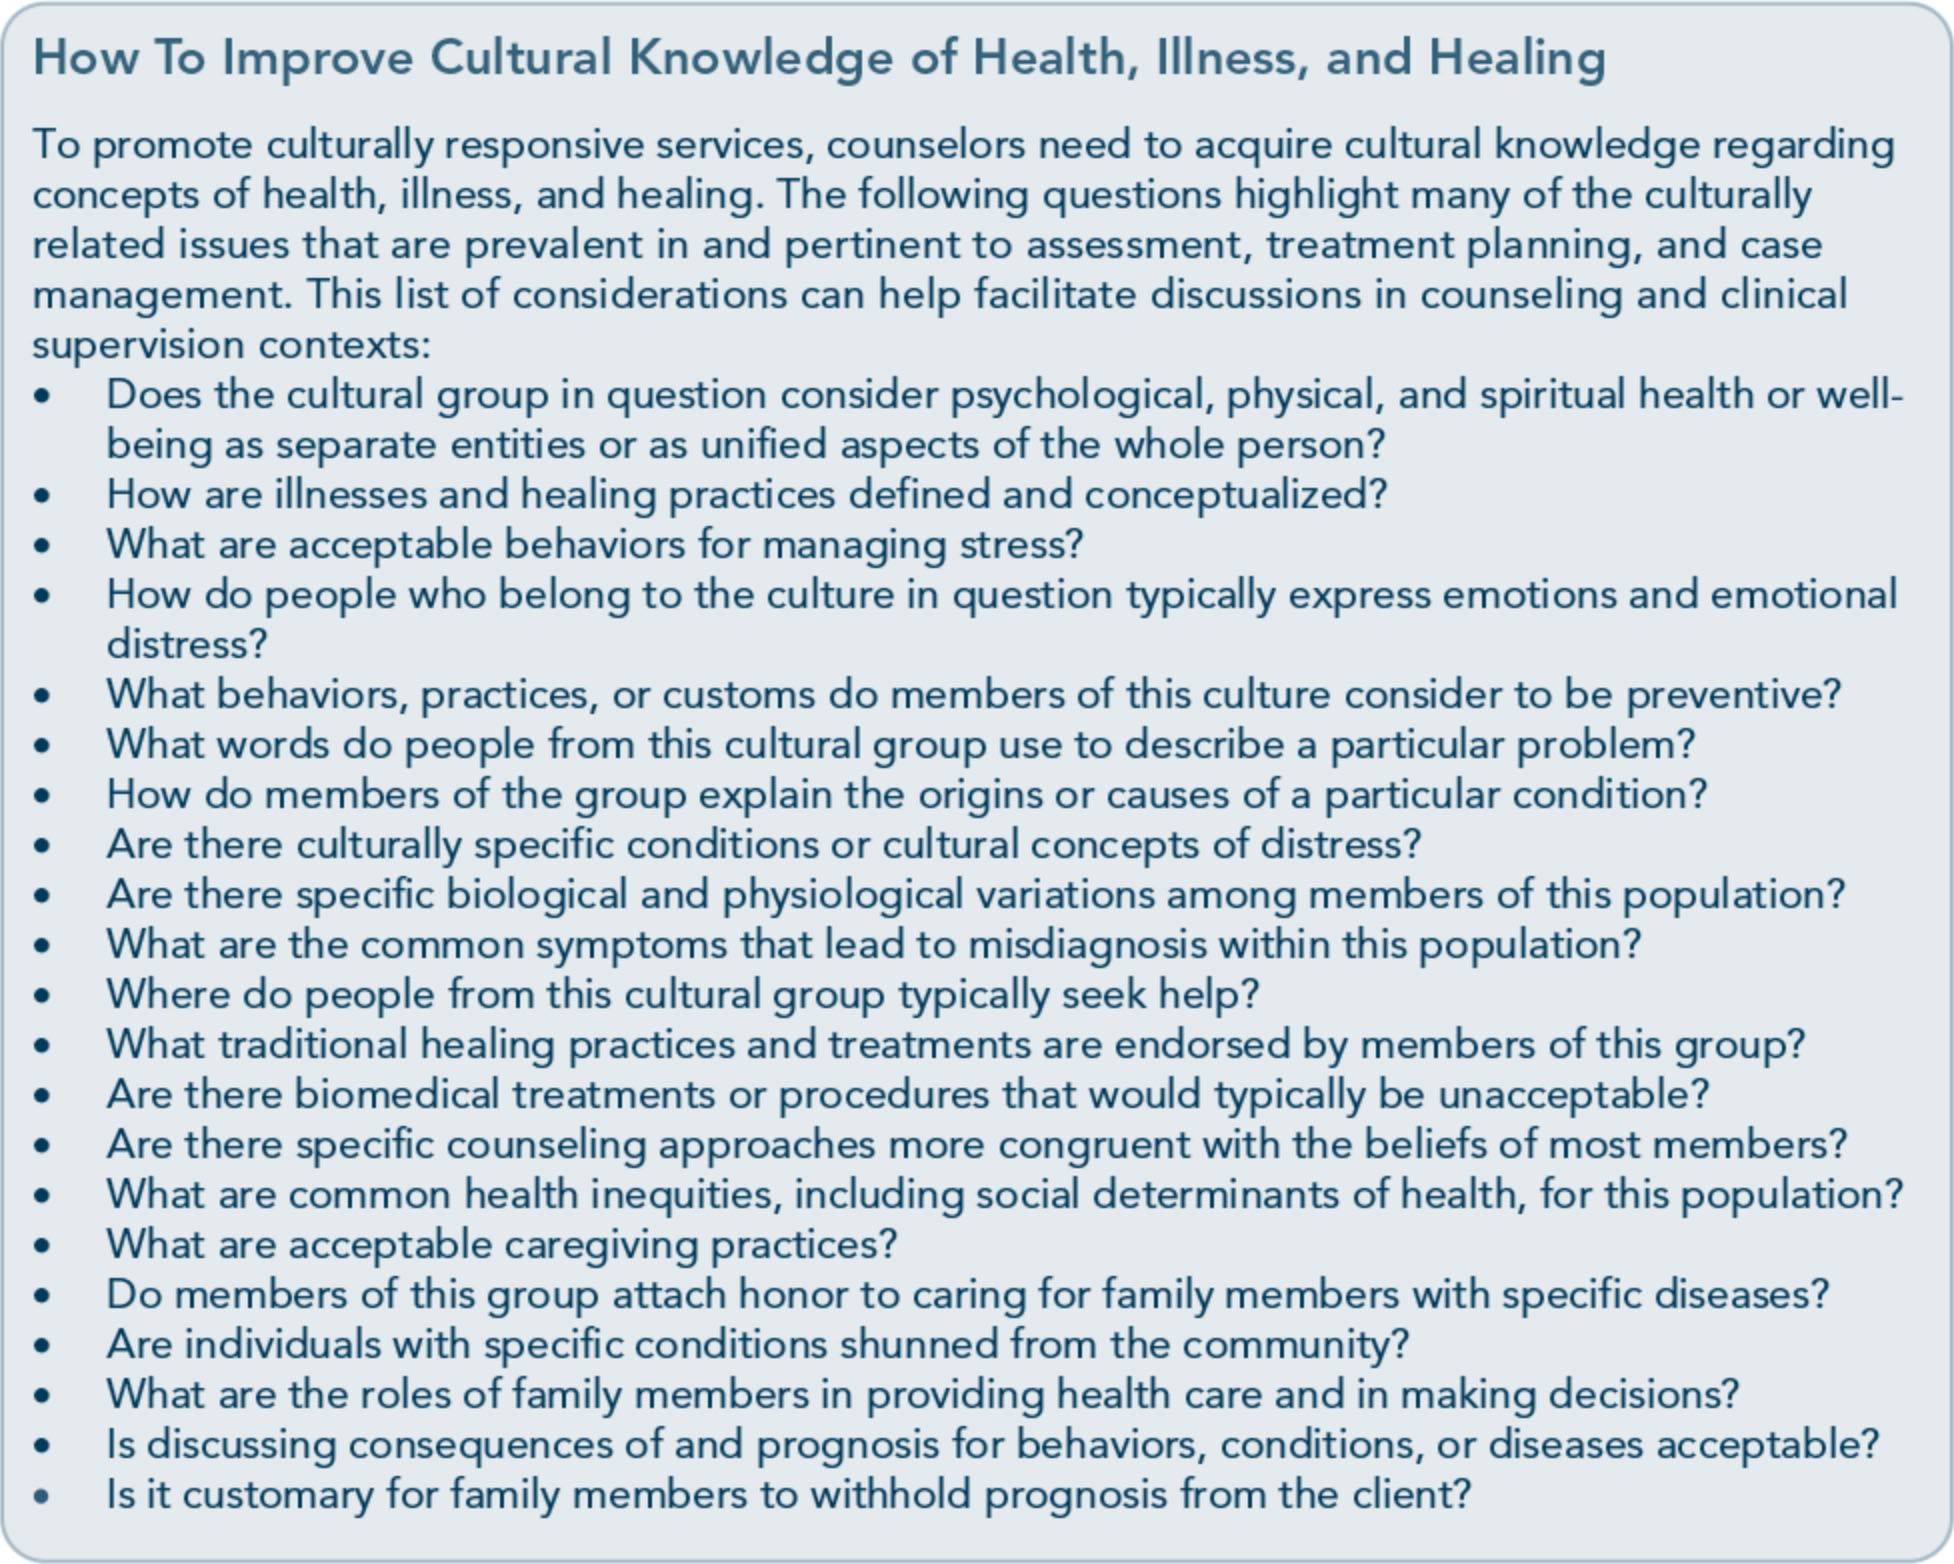 How To Improve Cultural Knowledge of Health, Illness, and Healing
To promote culturally responsive services, counselors need to acquire cultural knowledge regarding
concepts of health, illness, and healing. The following questions highlight many of the culturally
related issues that are prevalent in and pertinent to assessment, treatment planning, and case
management. This list of considerations can help facilitate discussions in counseling and clinical
supervision contexts:
• Does the cultural group in question consider psychological, physical, and spiritual health or well-
being as separate entities or as unified aspects of the whole person?
• How are illnesses and healing practices defined and conceptualized?
• What are acceptable behaviors for managing stress?
• How do people who belong to the culture in question typically express emotions and emotional
distress?
• What behaviors, practices, or customs do members of this culture consider to be preventive?
• What words do people from this cultural group use to describe a particular problem?
• How do members of the group explain the origins or causes of a particular condition?
• Are there culturally specific conditions or cultural concepts of distress?
• Are there specific biological and physiological variations among members of this population?
• What are the common symptoms that lead to misdiagnosis within this population?
• Where do people from this cultural group typically seek help?
• What traditional healing practices and treatments are endorsed by members of this group?
• Are there biomedical treatments or procedures that would typically be unacceptable?
• Are there specific counseling approaches more congruent with the beliefs of most members?
• What are common health inequities, including social determinants of health, for this population?
• What are acceptable caregiving practices?
• Do members of this group attach honor to caring for family members with specific diseases?
• Are individuals with specific conditions shunned from the community?
• What are the roles of family members in providing health care and in making decisions?
• Is discussing consequences of and prognosis for behaviors, conditions, or diseases acceptable?
• Is it customary for family members to withhold prognosis from the client?